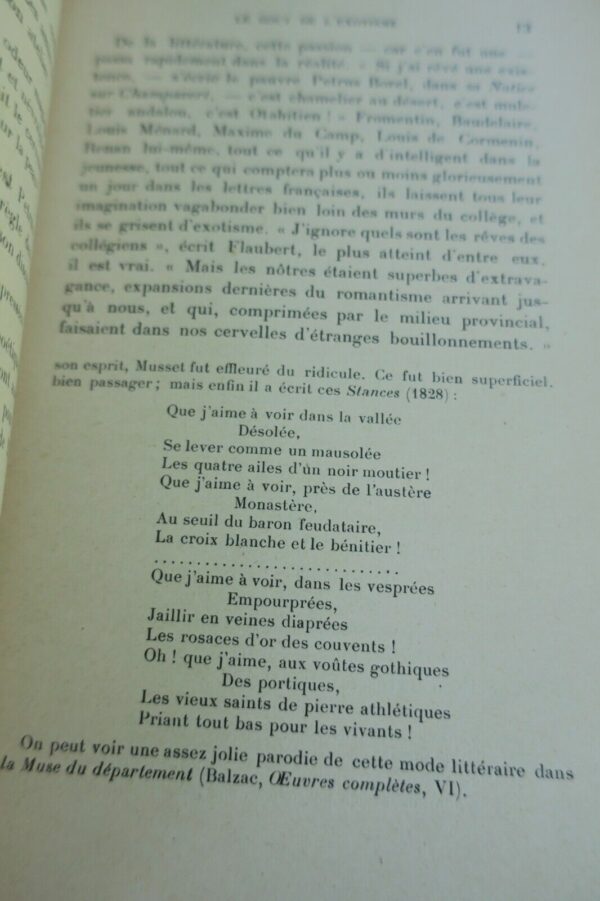 LE GOUT DE L'EXOTISME
De la littérature, cette passion — car c'en fut une —
passa rapidement dans la réalité. « Si j'ai rêvé une exis-
tence, — s'écrie le pauvre Petrus Borel, dans sa Notice
sur Champavert, — c'est chamelier au désert, c'est mule-
tier andalou, c'est Otahitien ! » Fromentin, Baudelaire,
Louis Ménard, Maxime du Camp, Louis de Cormenin,
Renan lui-même, tout ce qu'il y a d'intelligent dans la
jeunesse, tout ce qui comptera plus ou moins glorieusement
un jour dans les lettres françaises, ils laissent tous leur
imagination vagabonder bien loin des murs du collège, et
ils se grisent d'exotisme. « J'ignore quels sont les rêves des
collégiens », écrit Flaubert, le plus atteint d'entre eux,
il est vrai. « Mais les nôtres étaient superbes d'extrava-
gance, expansions dernières du romantisme arrivant jus-
qu'à nous, et qui, comprimées par le milieu provincial,
faisaient dans nos cervelles d'étranges bouillonnements. »
son esprit, Musset fut effleuré du ridicule. Ce fut bien superficiel,
bien passager ; mais enfin il a écrit ces Stances (1828) :
Que j'aime à voir dans la vallée
Désolée,
Se lever comme un mausolée
Les quatre ailes d'un noir moutier !
Que j'aime à voir, près de l'austère
Monastère,
Au seuil du baron feudataire,
La croix blanche et le bénitier !
. . . . . . . . . . . . . . . . . . . . . . . . . . . .
Que j'aime à voir, dans les vesprées
Empourprées,
Jaillir en veines diaprées
Les rosaces d'or des couvents !
Oh ! que j'aime, aux voûtes gothiques
Des portiques,
Les vieux saints de pierre athlétiques
Priant tout bas pour les vivants !
On peut voir une assez jolie parodie de cette mode littéraire dans
la Muse du département (Balzac, Œuvres complètes, VI).